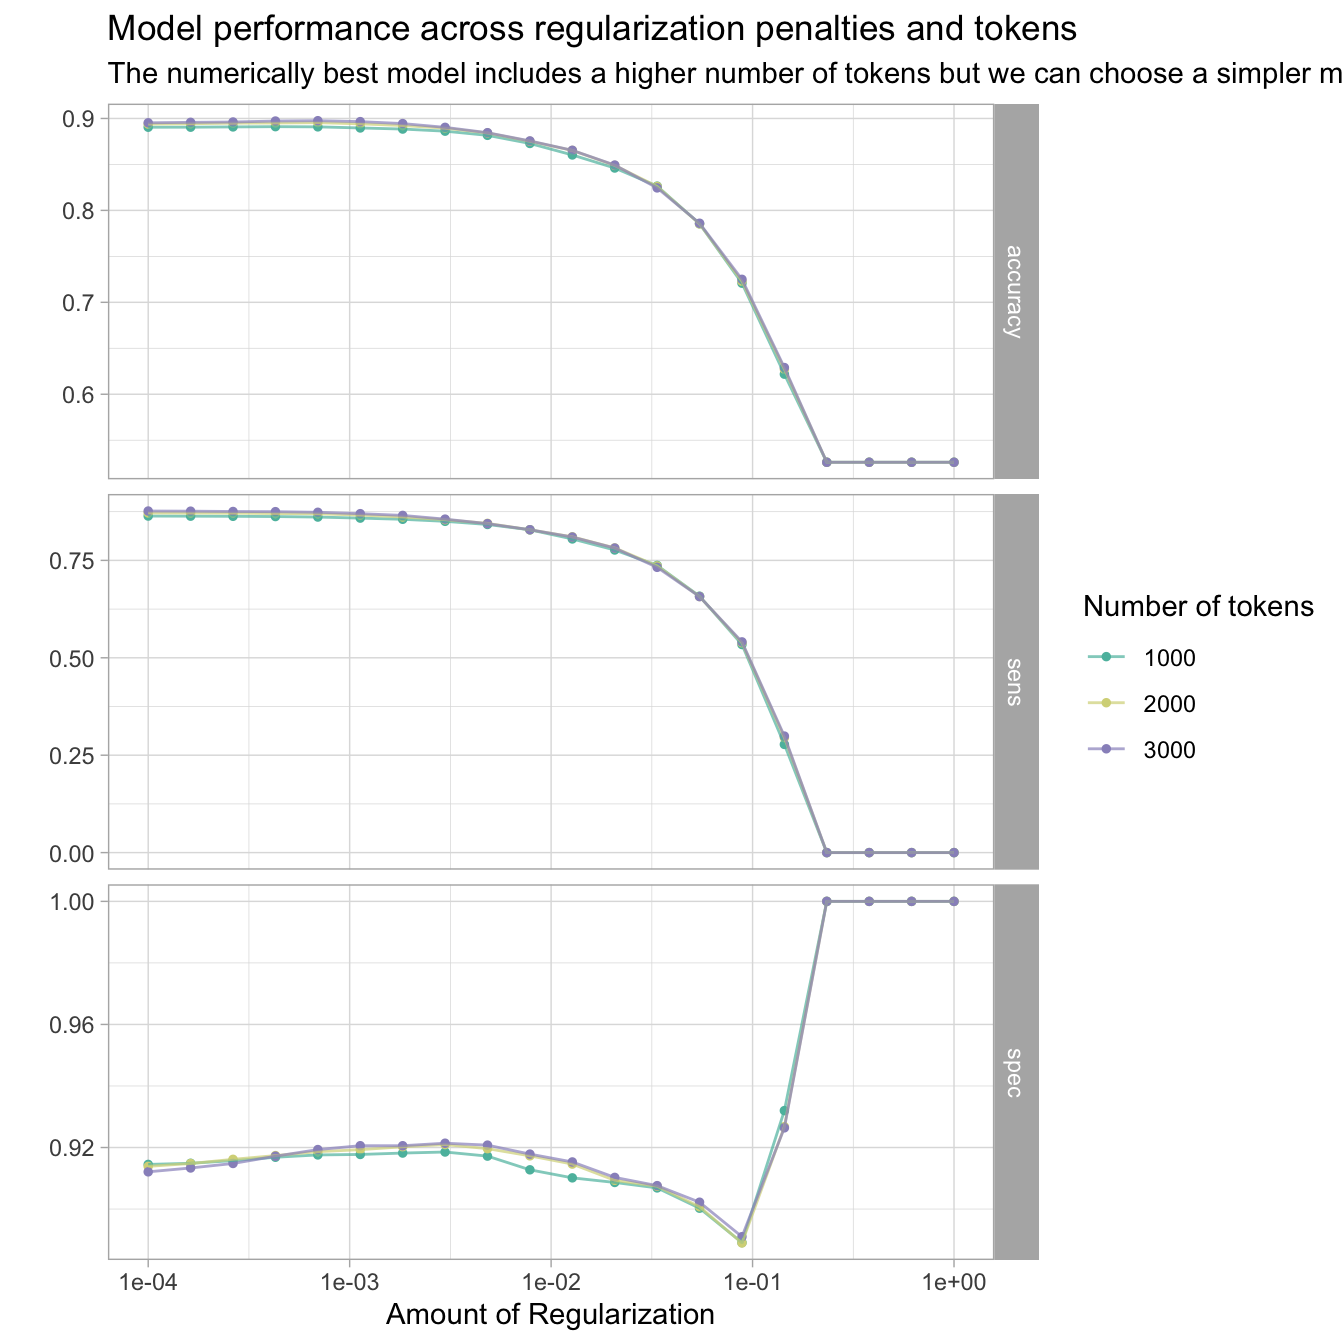 Model performance across regularization penalties and tokens
The numerically best model includes a higher number of tokens but we can choose a simpler m
0.9
0.8
0.7
0.6
accuracy
0.75
0.50
0.25
0.00
sens
1.00
0.96
0.92
spec
1e-04 1e-03 1e-02 1e-01 1e+00
Amount of Regularization
Number of tokens
1000
2000
3000